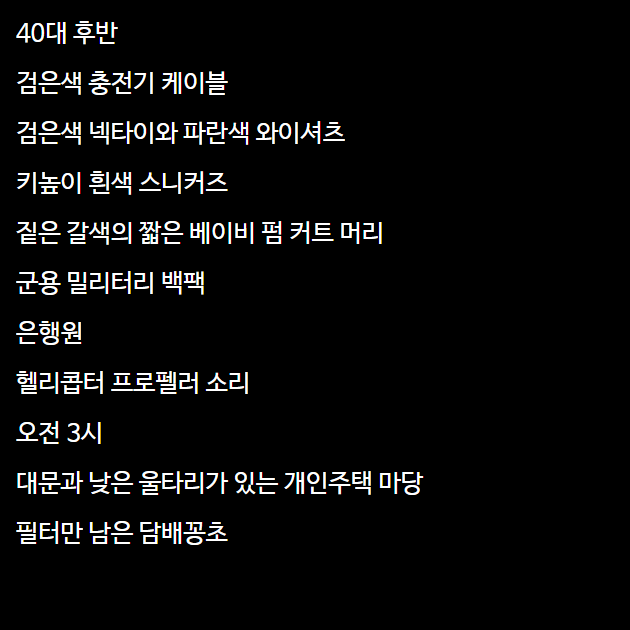 40대 후반
검은색 충전기 케이블
검은색 넥타이와 파란색 와이셔츠
키높이 흰색 스니커즈
짙은 갈색의 짧은 베이비 펌 커트 머리
군용 밀리터리 백팩
은행원
헬리콥터 프로펠러 소리
오전 3시
대문과 낮은 울타리가 있는 개인주택 마당
필터만 남은 담배꽁초